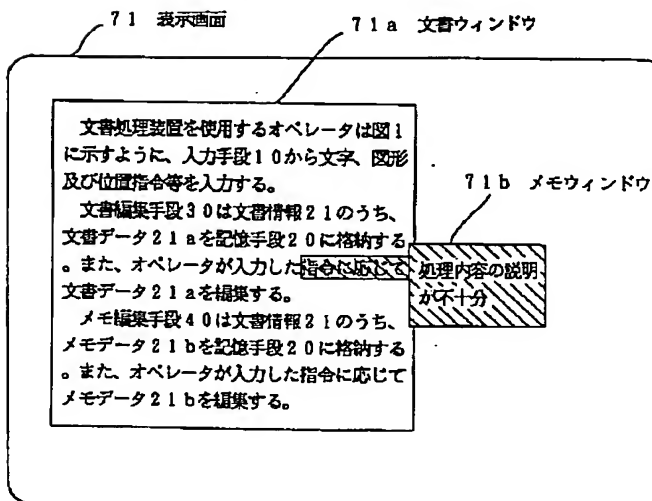 71 表示画面
71a 文書ウィンドウ
文書処理装置を使用するオペレータは図1
に示すように、入力手段10から文字、図形
及び位置指令等を入力する。
文書編集手段30は文書情報21のうち、
文書データ21aを記憶手段20に格納する
。また、オペレータが入力した指令に応じて
文書データ21aを編集する。
メモ編集手段40は文書情報21のうち、
メモデータ21bを記憶手段20に格納する
。また、オペレータが入力した指令に応じて
メモデータ21bを編集する。
71b メモウィンドウ
処理内容の説明
が不十分